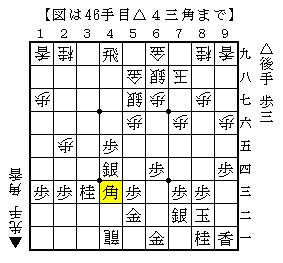 【図は46手目△４三角まで】
1 2 3 4 5 6 7 8 9
香 桂 飛 金 桂 香 九
金 銀 玉 八
歩 銀 歩 歩 七
歩 歩 歩 六
歩 歩 五
銀 歩 歩 四
歩 歩 桂 角 歩 歩 歩 三
金 銀 玉 二
龍 金 桂 香 一
△後手 歩三
▲先手 角香